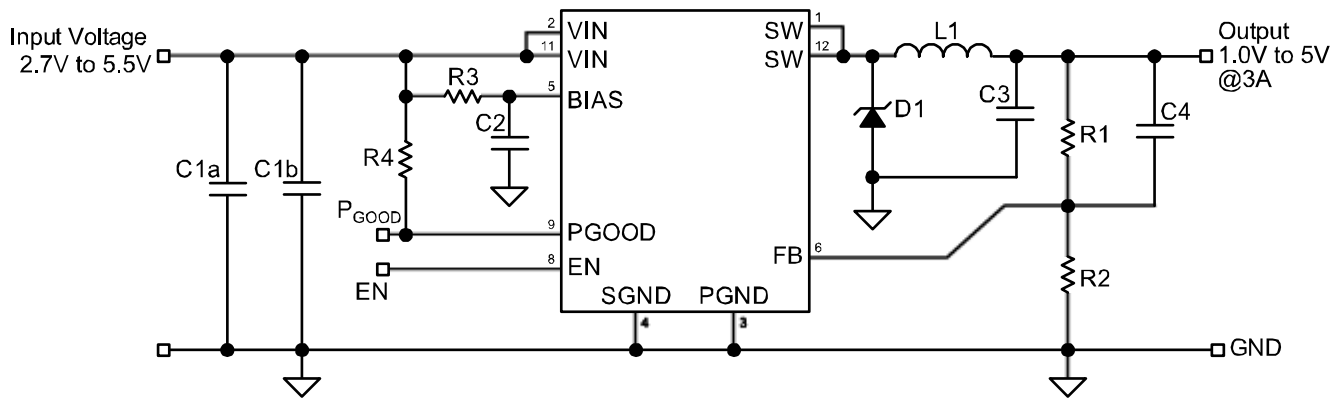 Input Voltage
2.7V to 5.5V
2
VIN
11
VIN
R3
5
BIAS
C2
R4
C1a
C1b
PGOOD
9
PGOOD
8
EN
EN
SGND
PGND
4
3
1
SW
12
SW
L1
Output
1.0V to 5V
@3A
D1
C3
R1
C4
6
FB
R2
GND